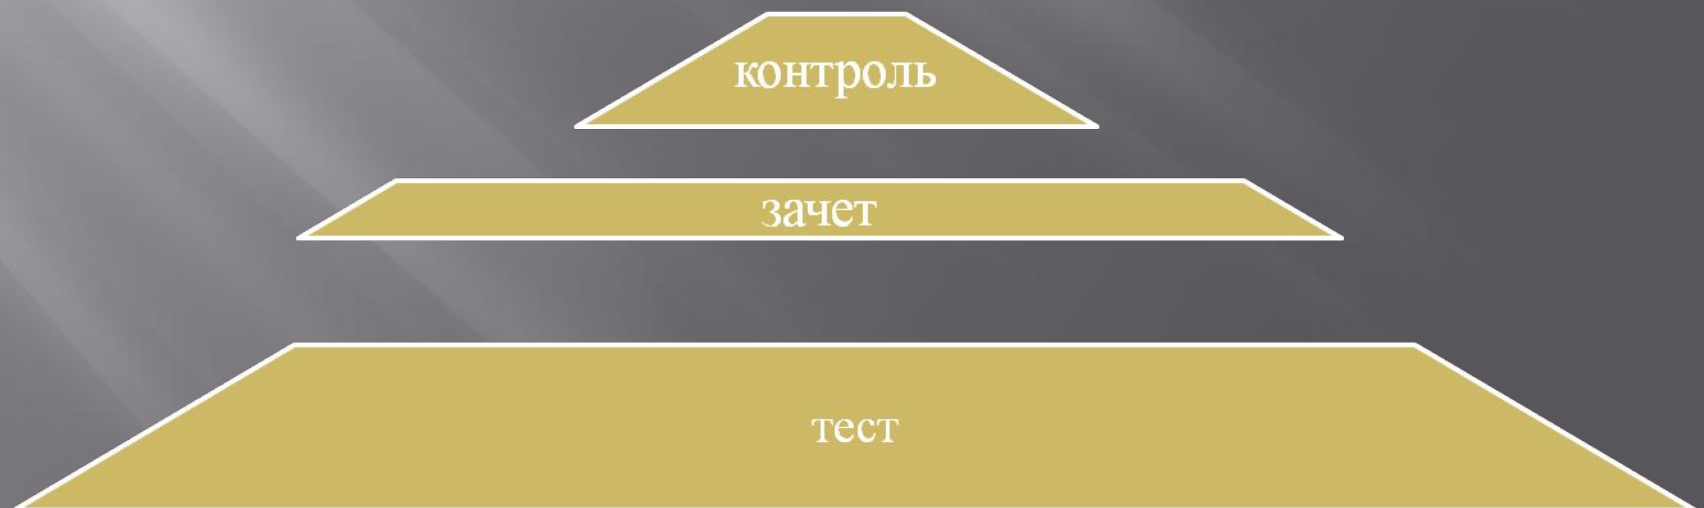 контроль
зачет
тест